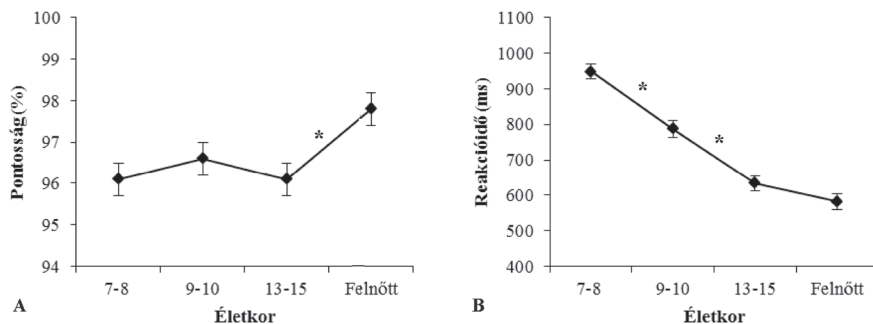 100
99
98
97
96
95
94
Pontosság (%)
*
7-8 9-10 13-15 Felnőtt
Életkor
A
1100
1000
900
800
700
600
500
400
Reakcióidő (ms)
*
*
7-8 9-10 13-15 Felnőtt
Életkor
B